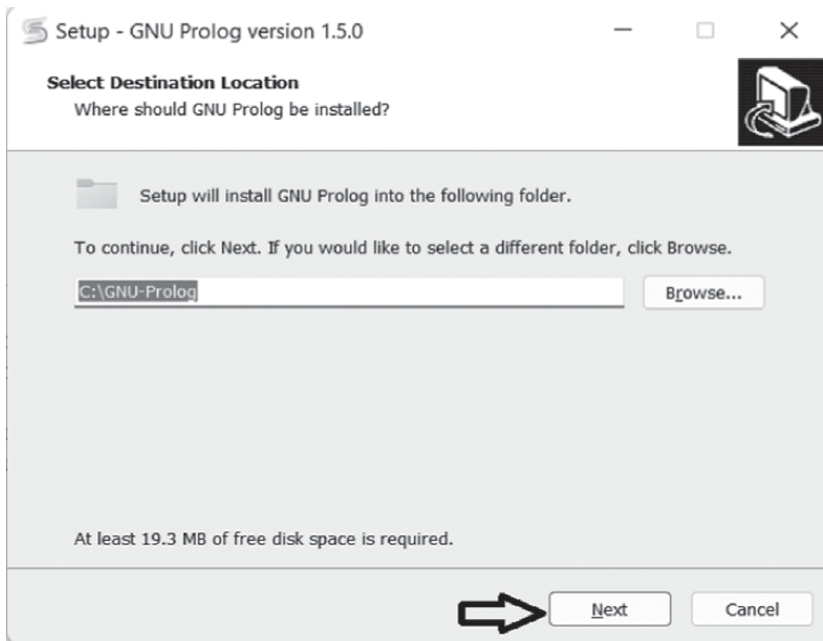 Setup - GNU Prolog version 1.5.0
Select Destination Location
Where should GNU Prolog be installed?
Setup will install GNU Prolog into the following folder.
To continue, click Next. If you would like to select a different folder, click Browse.
C:\GNU-Prolog
Browse...
At least 19.3 MB of free disk space is required.
Next
Cancel